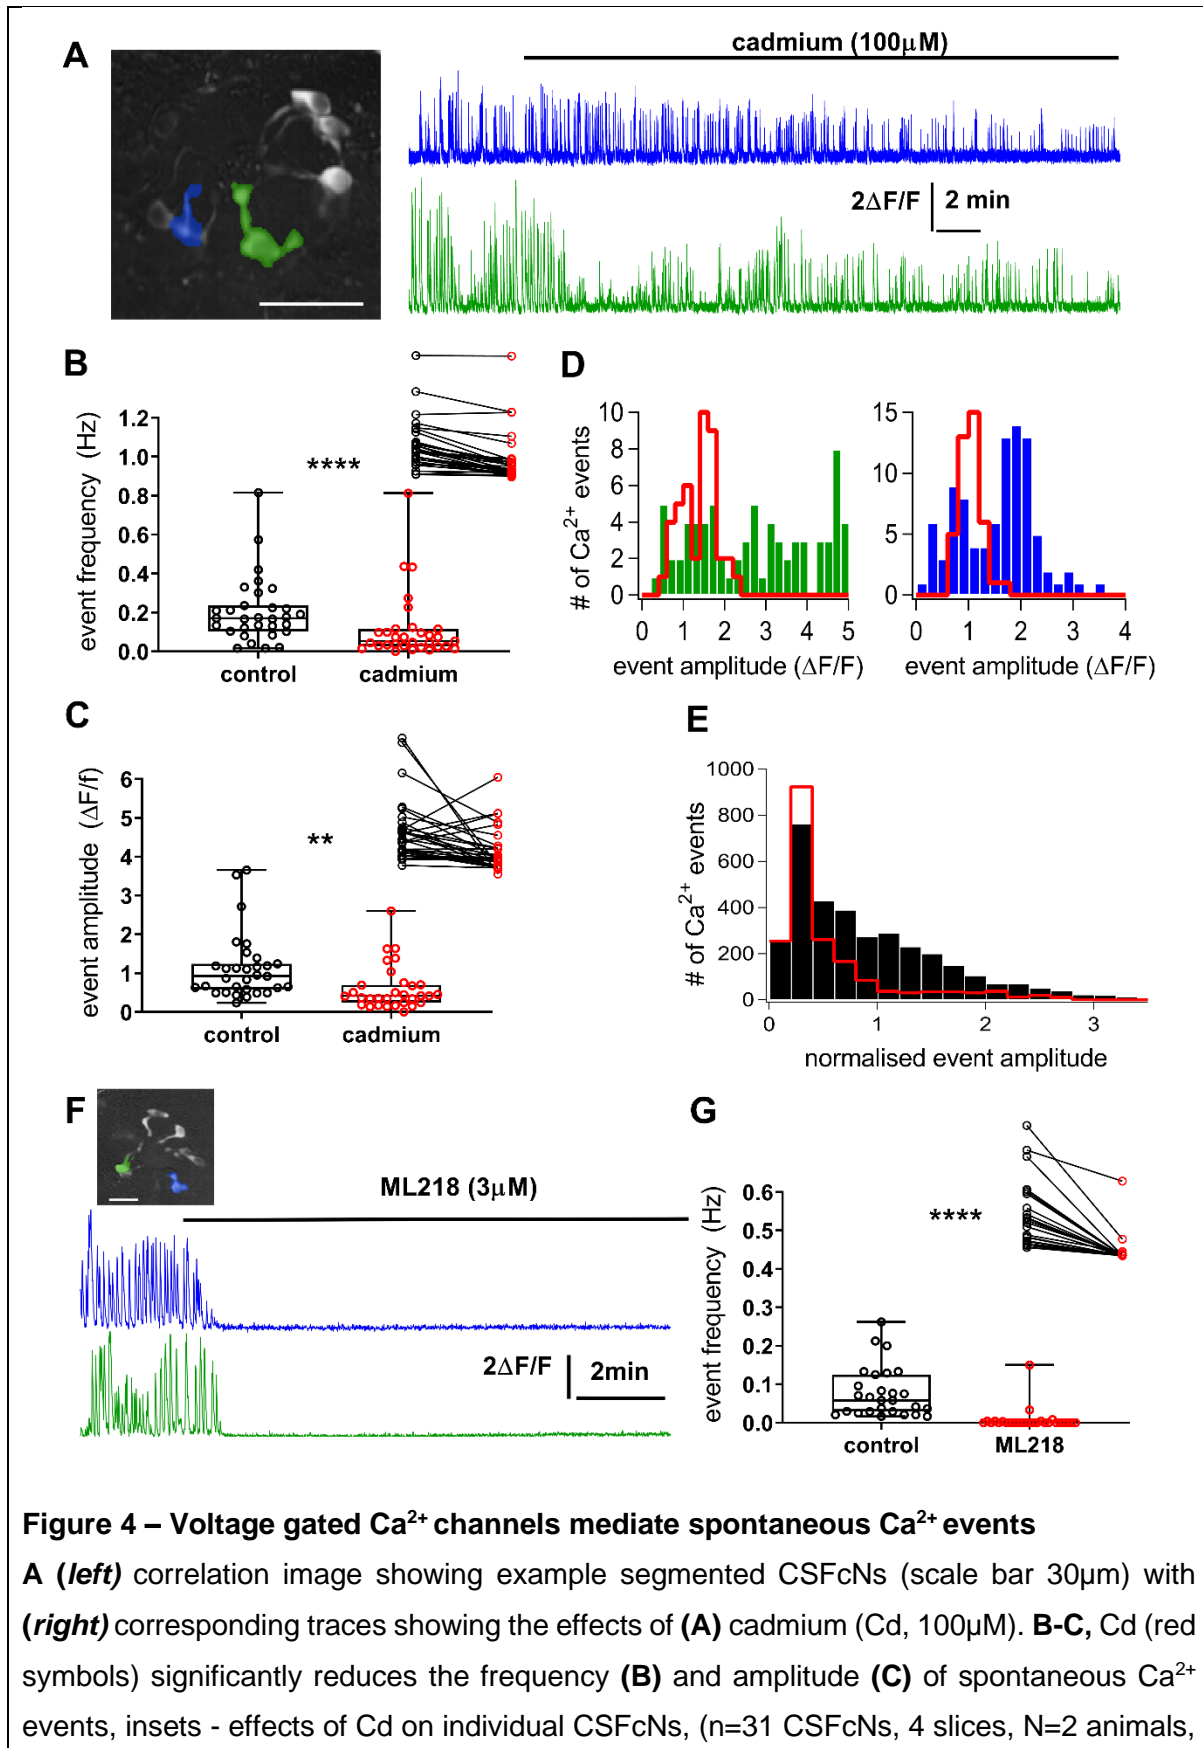 A
cadmium (100μM)
2ΔF/F
2 min
B
event frequency (Hz)
1.2
1.0
0.8
0.6
0.4
0.2
0.0
****
control
cadmium
D
# of Ca²⁺ events
10
8
6
4
2
0
0 1 2 3 4 5
event amplitude (ΔF/F)
15
10
5
0
0 1 2 3 4
event amplitude (ΔF/F)
C
event amplitude (ΔF/f)
6
5
4
3
2
1
0
**
control
cadmium
E
# of Ca²⁺ events
1000
800
600
400
200
0
0 1 2 3
normalised event amplitude
F
ML218 (3μM)
2ΔF/F
2min
G
event frequency (Hz)
0.6
0.5
0.4
0.3
0.2
0.1
0.0
****
control
ML218
Figure 4 – Voltage gated Ca²⁺ channels mediate spontaneous Ca²⁺ events
A (left) correlation image showing example segmented CSFcNs (scale bar 30μm) with
(right) corresponding traces showing the effects of (A) cadmium (Cd, 100μM). B-C, Cd (red
symbols) significantly reduces the frequency (B) and amplitude (C) of spontaneous Ca²⁺
events, insets - effects of Cd on individual CSFcNs, (n=31 CSFcNs, 4 slices, N=2 animals,